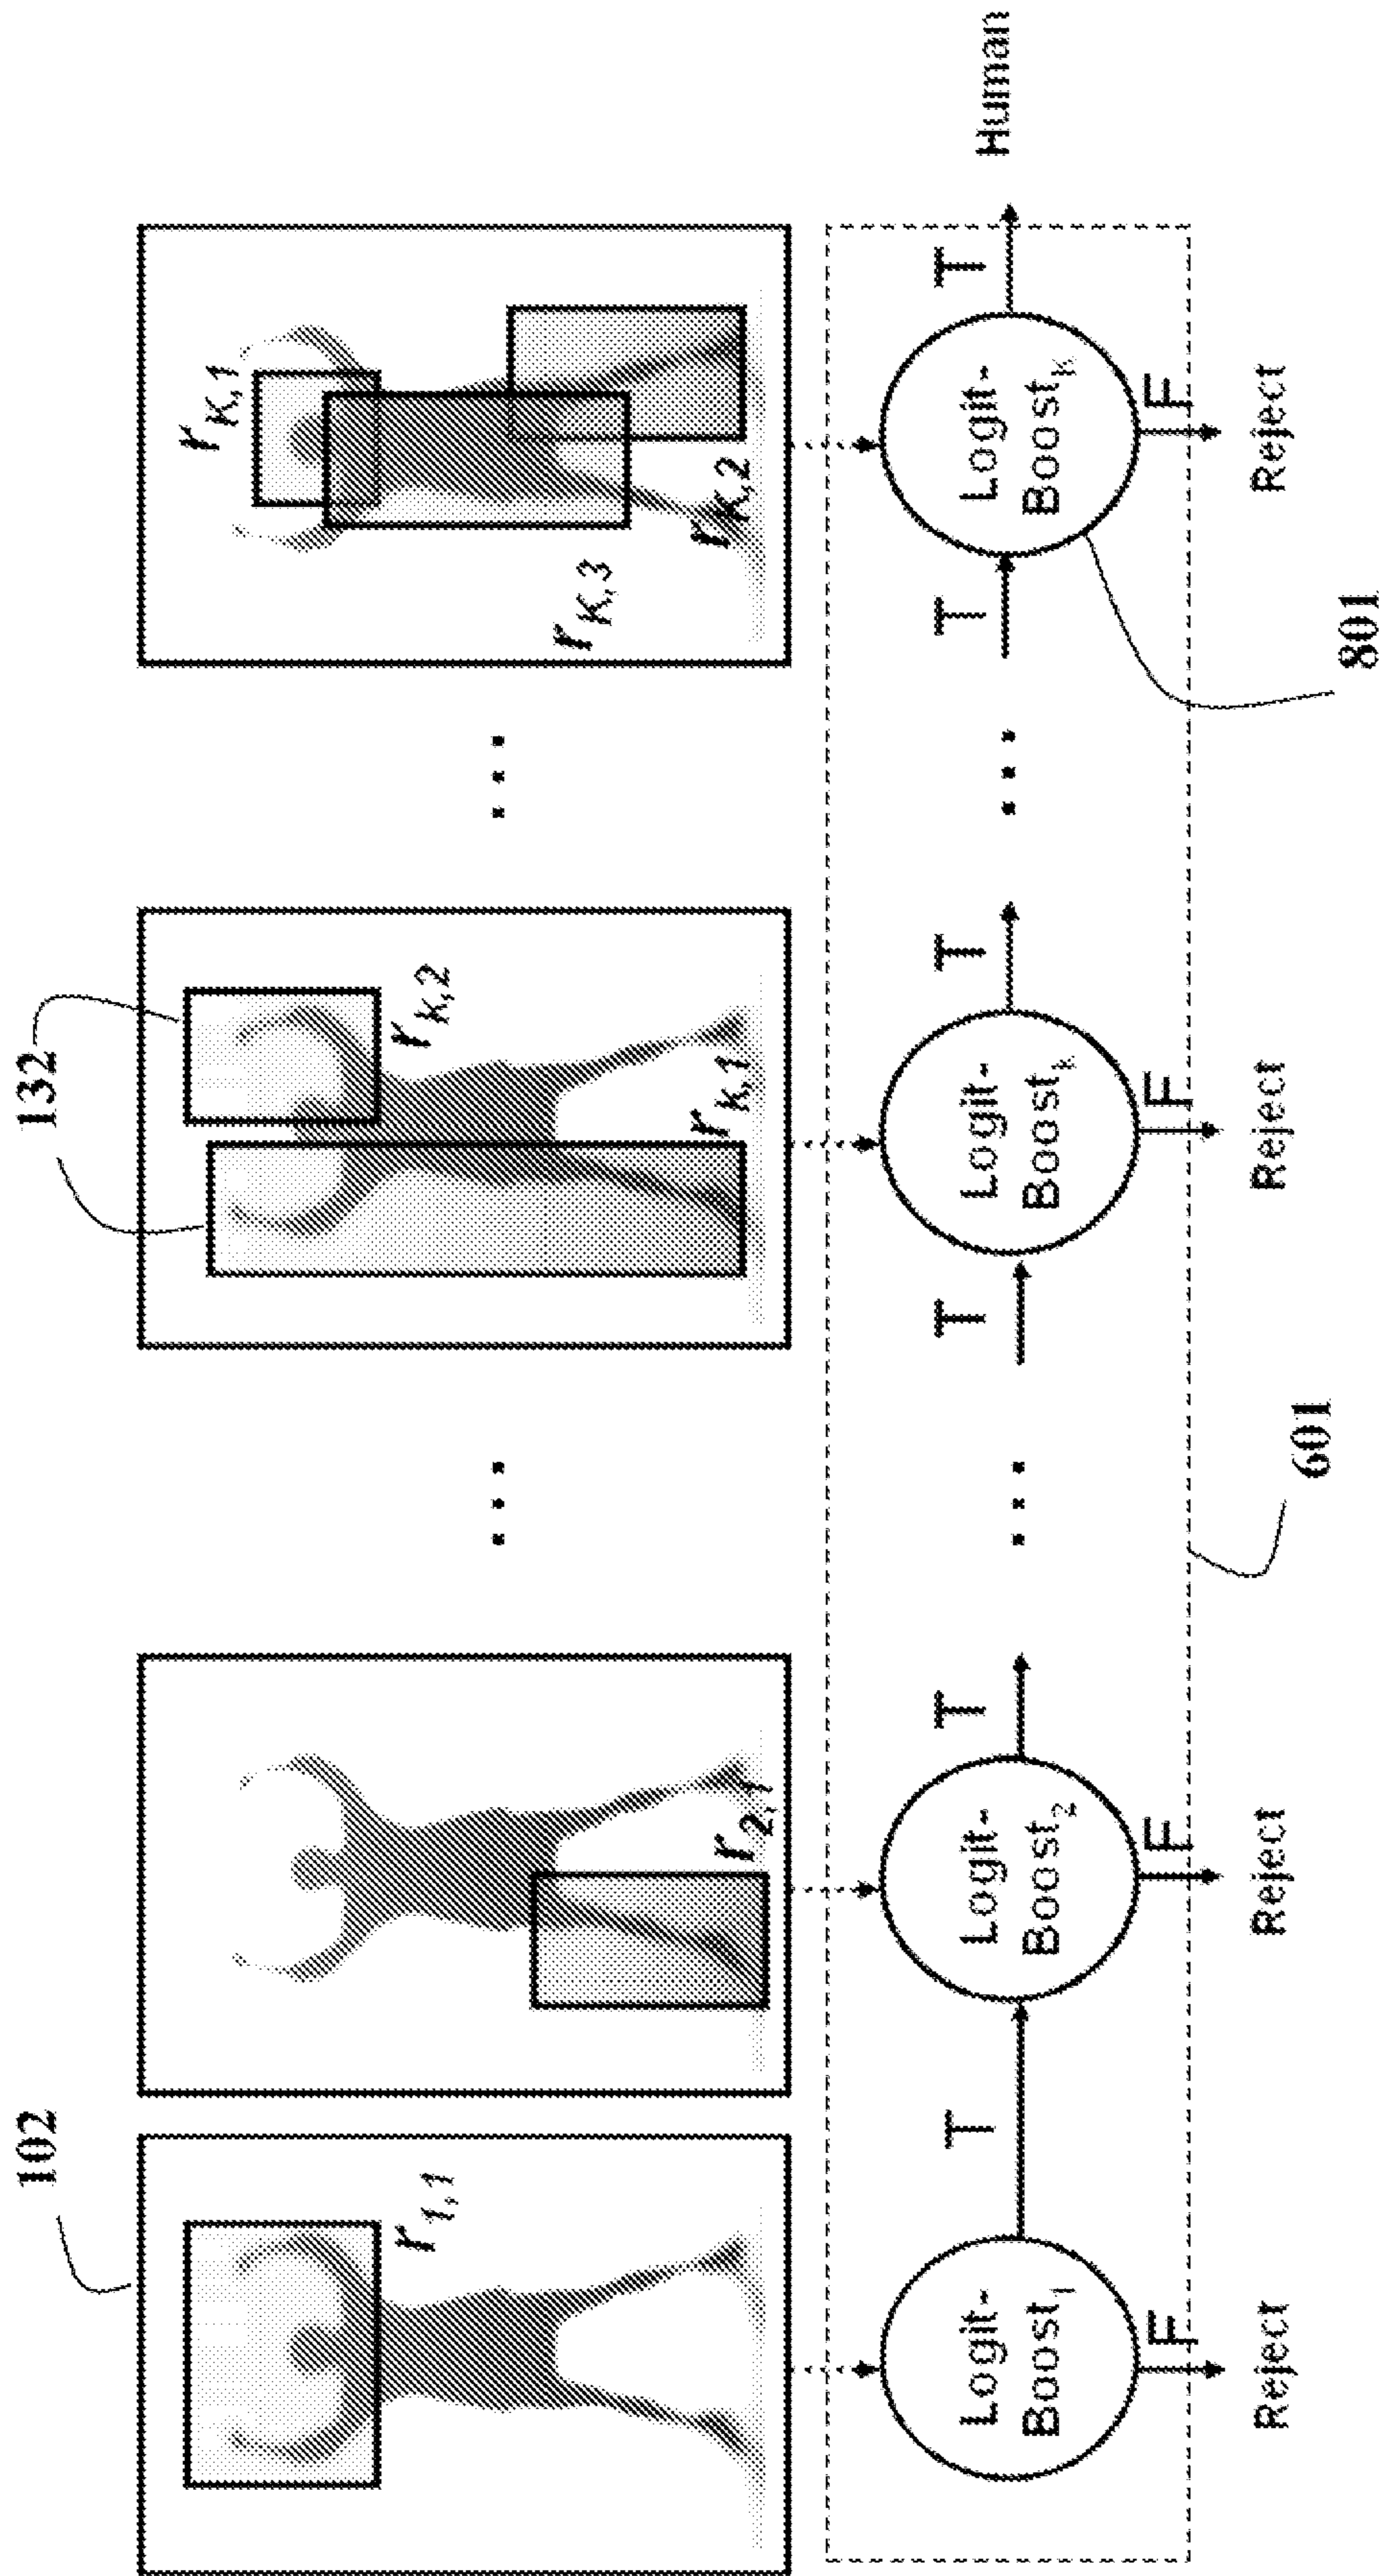 102
132
r1,1
r2,1
rk,2
rk,1
rK,1
rK,3
rK,2
... ...
Logit-
Boost1
T
Logit-
Boost2
T
...
T
Logit-
Boostk
T
...
T
Logit-
BoostK
T
Human
F
F
F
F
Reject
Reject
Reject
Reject
601
801